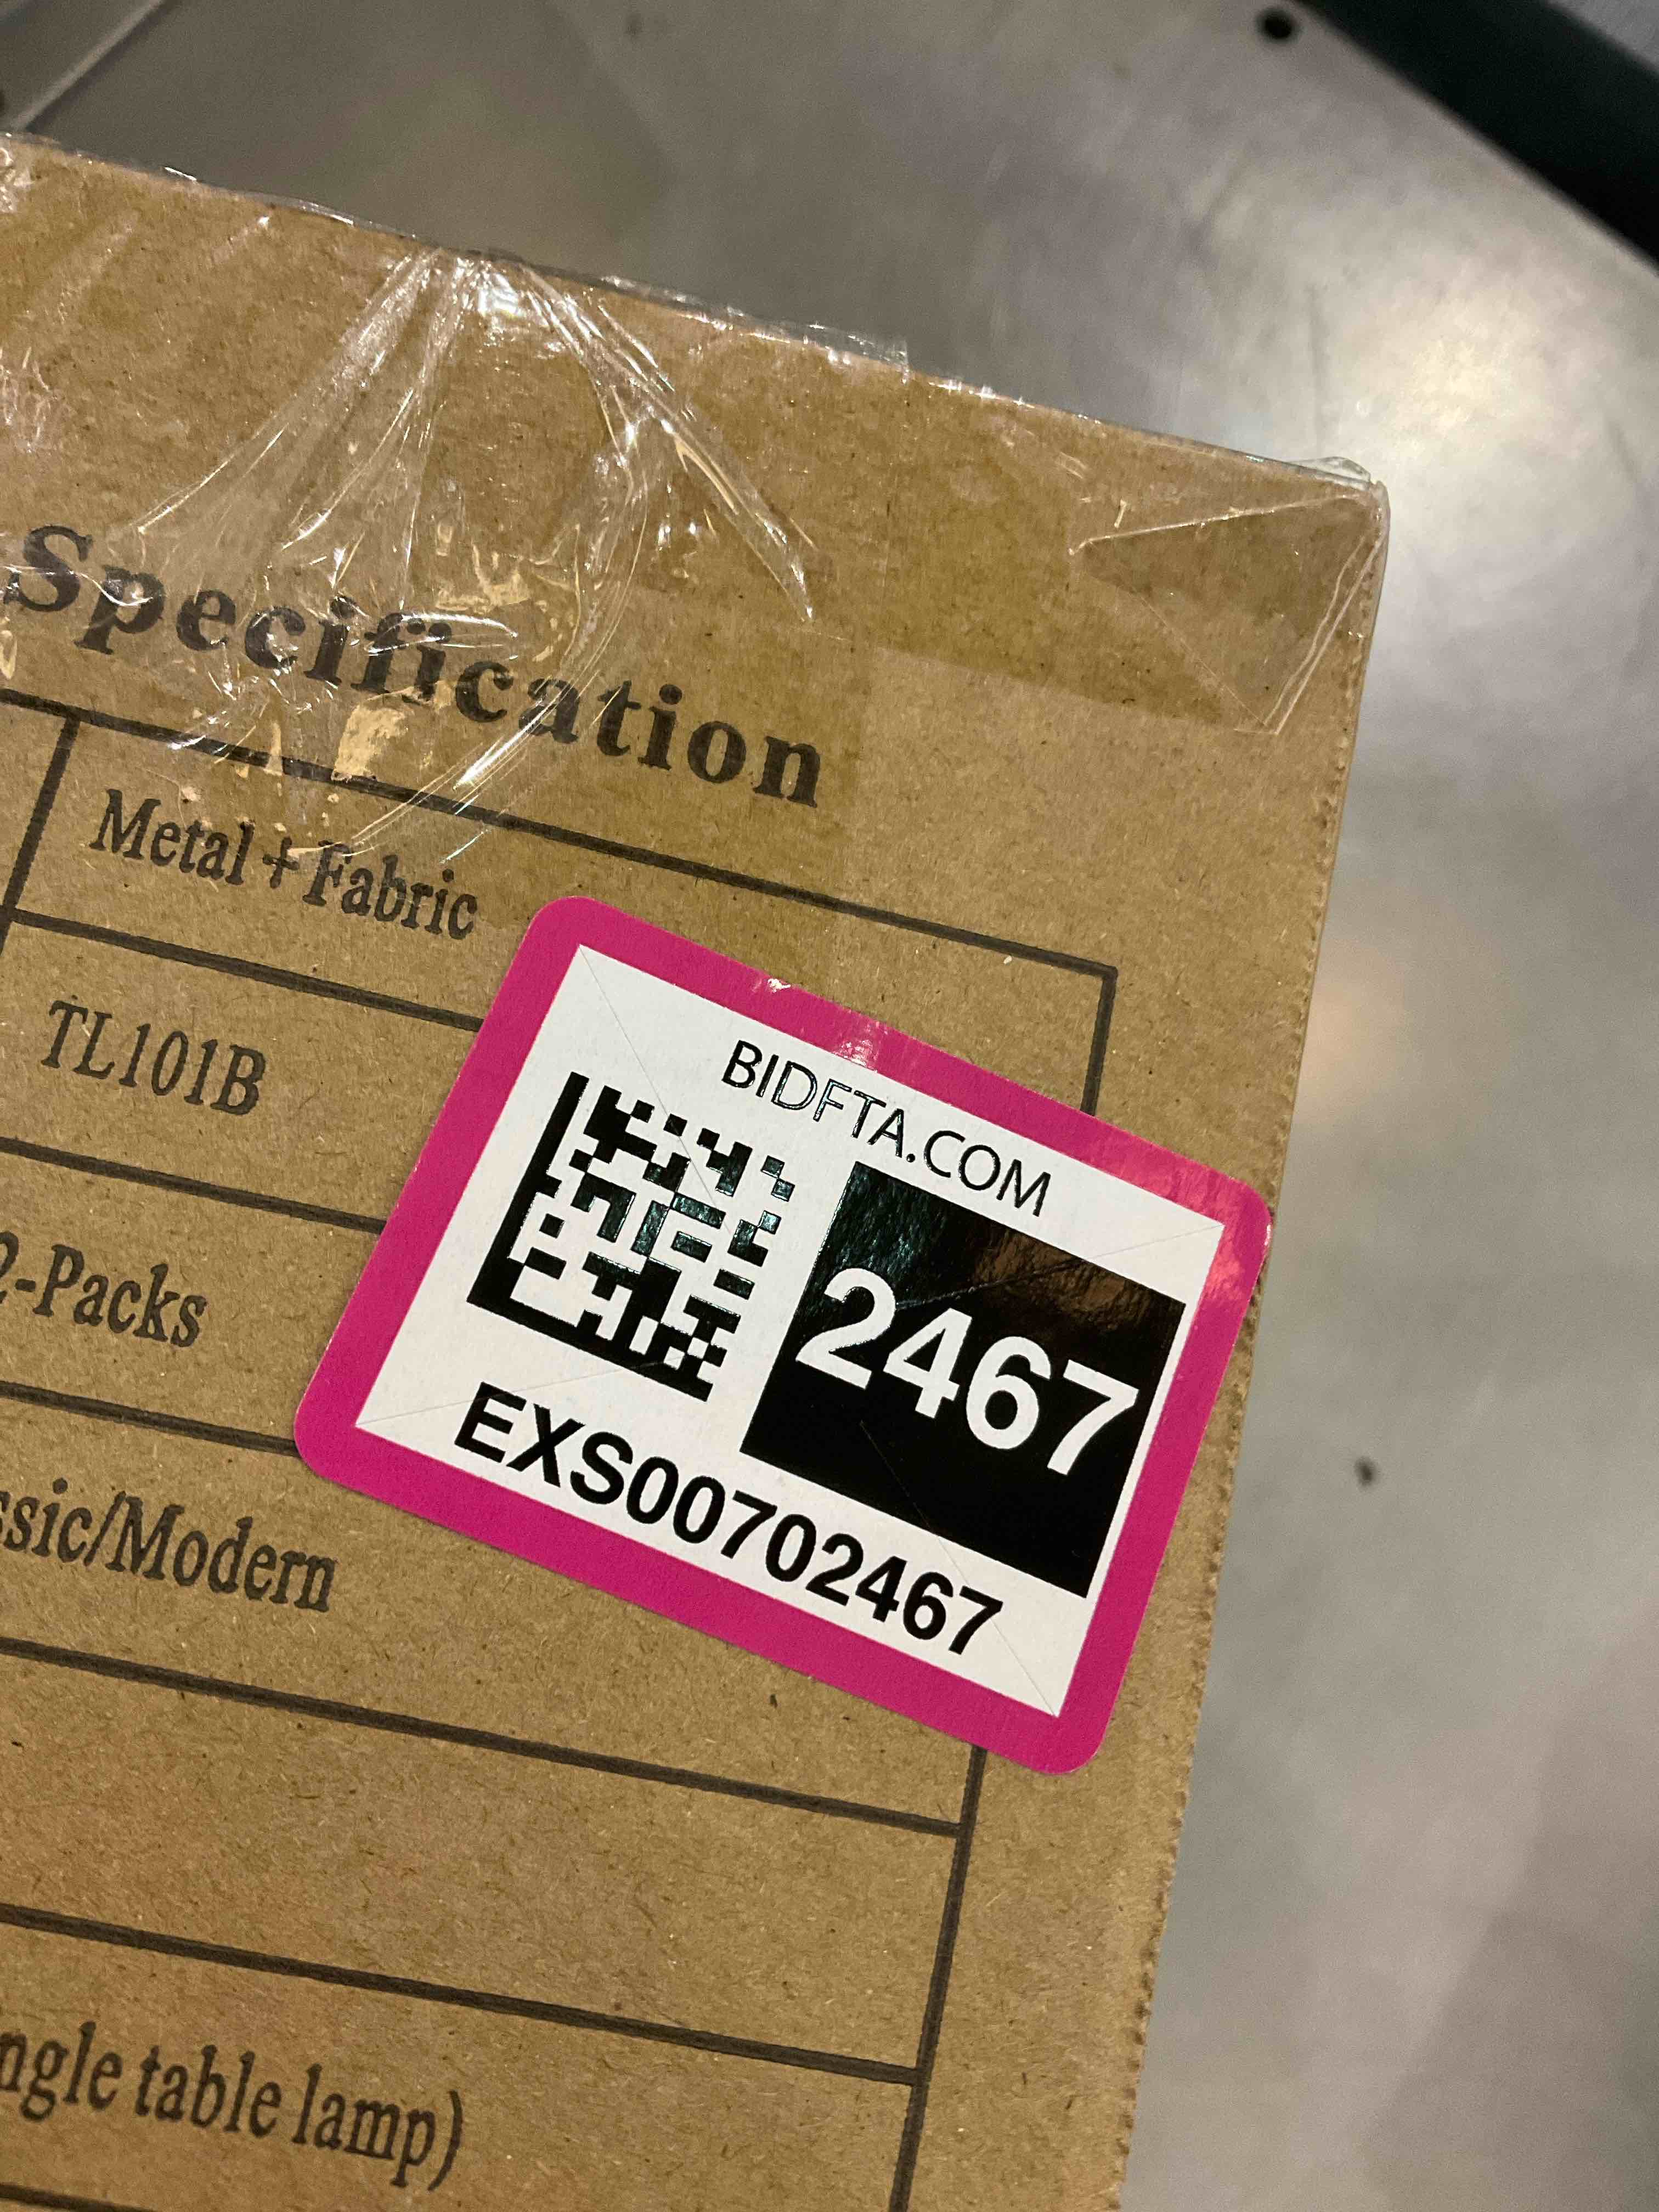 Specification
Metal + Fabric
TL101B
2-Packs
ssic/Modern
ngle table lamp)
BIDFTA.COM
2467
EXS00702467